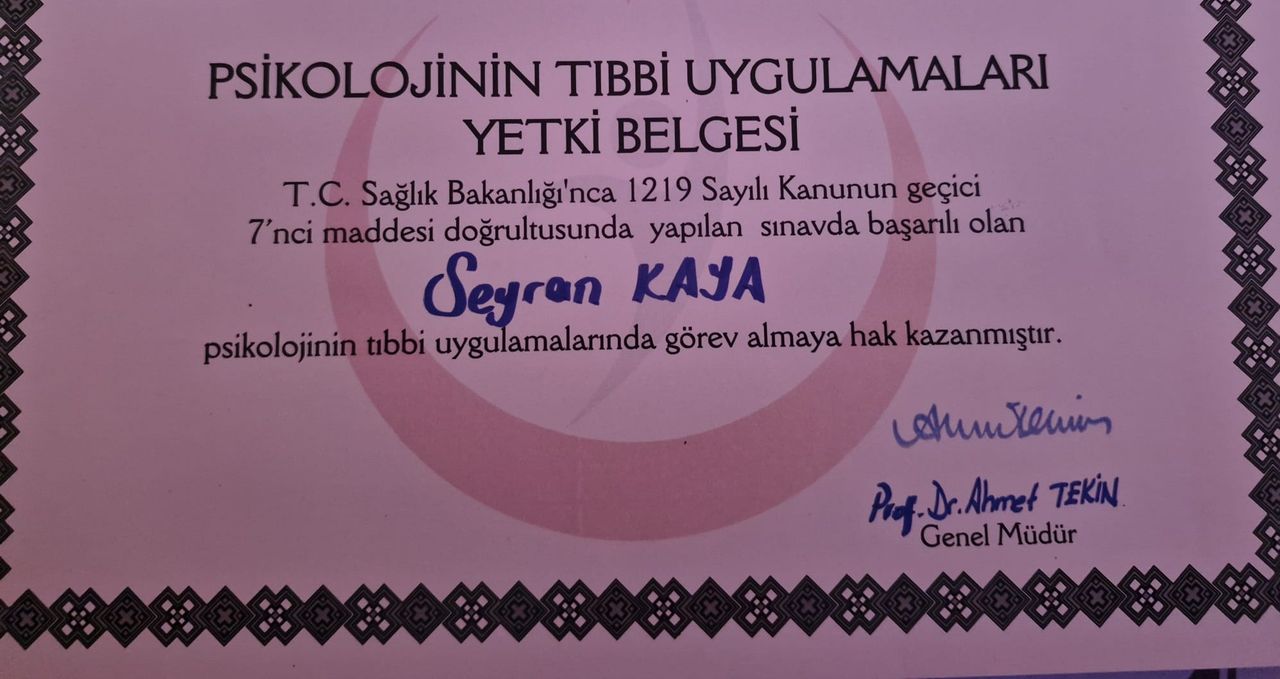 PSİKOLOJİNİN TIBBİ UYGULAMALARI
YETKİ BELGESİ
T.C. Sağlık Bakanlığı'nca 1219 Sayılı Kanunun geçici
7'nci maddesi doğrultusunda yapılan sınavda başarılı olan
Seyran KAYA
psikolojinin tıbbi uygulamalarında görev almaya hak kazanmıştır.
Prof. Dr. Ahmet TEKİN
Genel Müdür